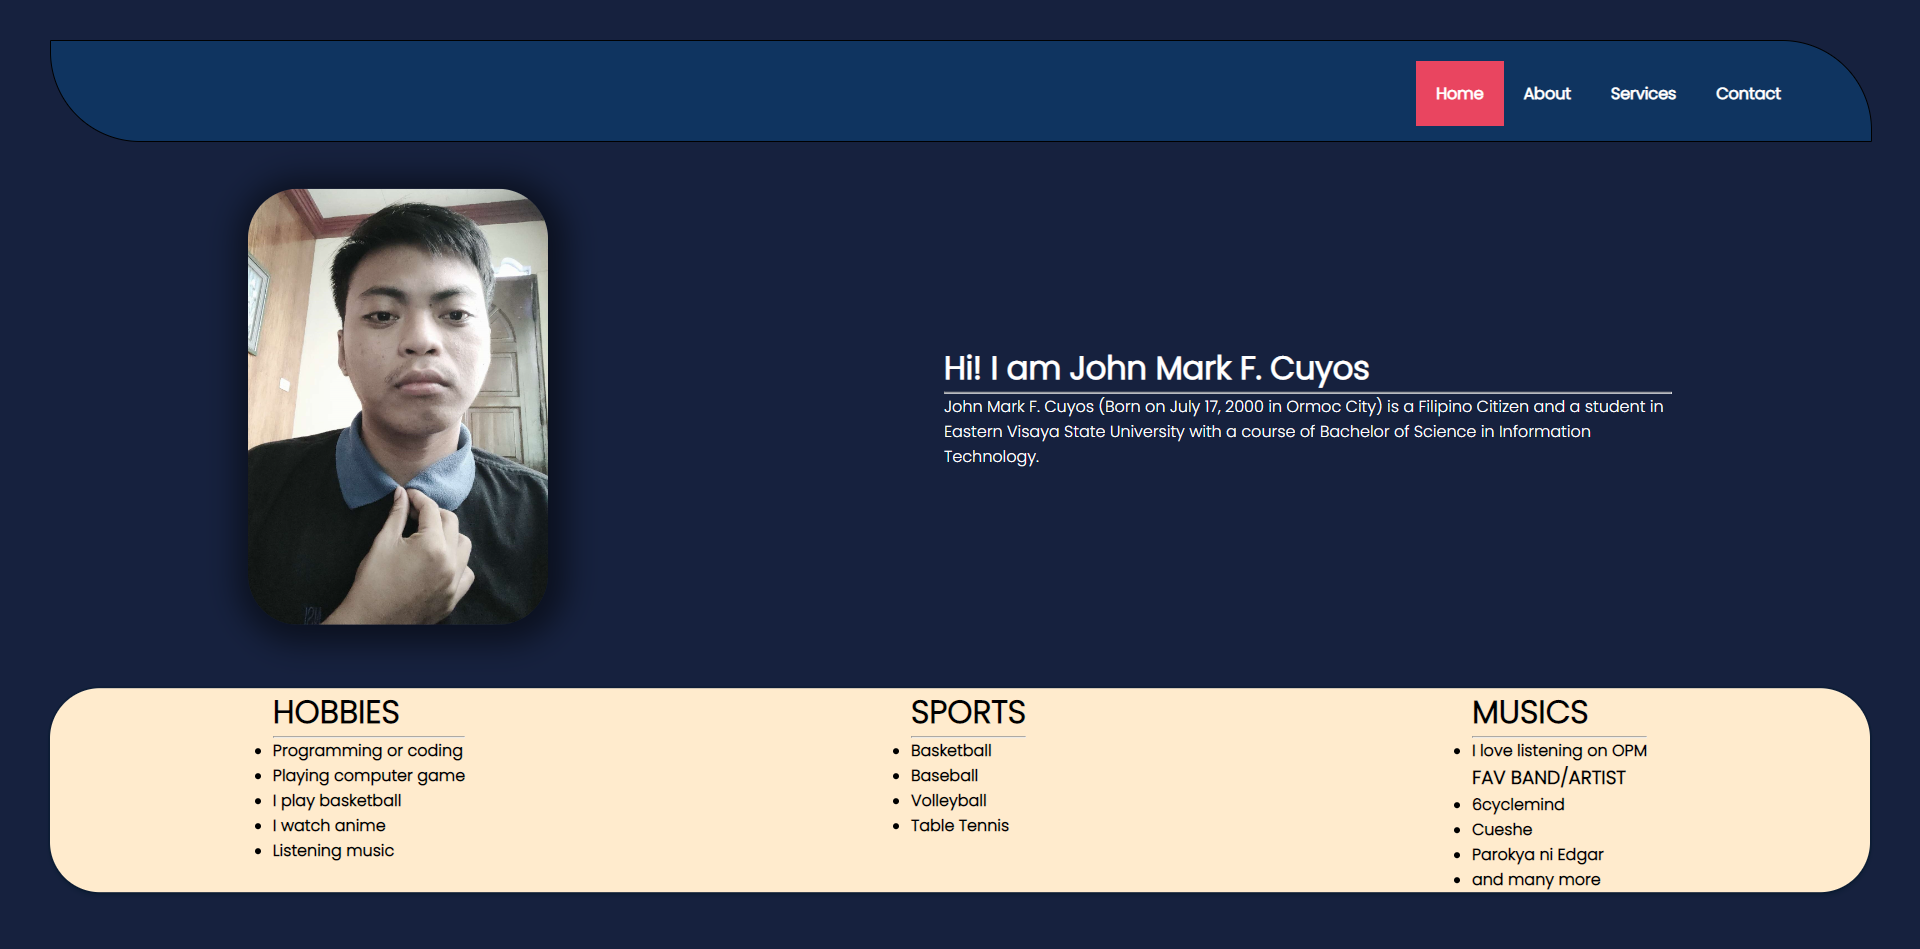 Home About Services Contact
Hi! I am John Mark F. Cuyos
John Mark F. Cuyos (Born on July 17, 2000 in Ormoc City) is a Filipino Citizen and a student in
Eastern Visaya State University with a course of Bachelor of Science in Information
Technology.
HOBBIES
Programming or coding
Playing computer game
I play basketball
I watch anime
Listening music
SPORTS
Basketball
Baseball
Volleyball
Table Tennis
MUSICS
I love listening on OPM
FAV BAND/ARTIST
6cyclemind
Cueshe
Parokya ni Edgar
and many more